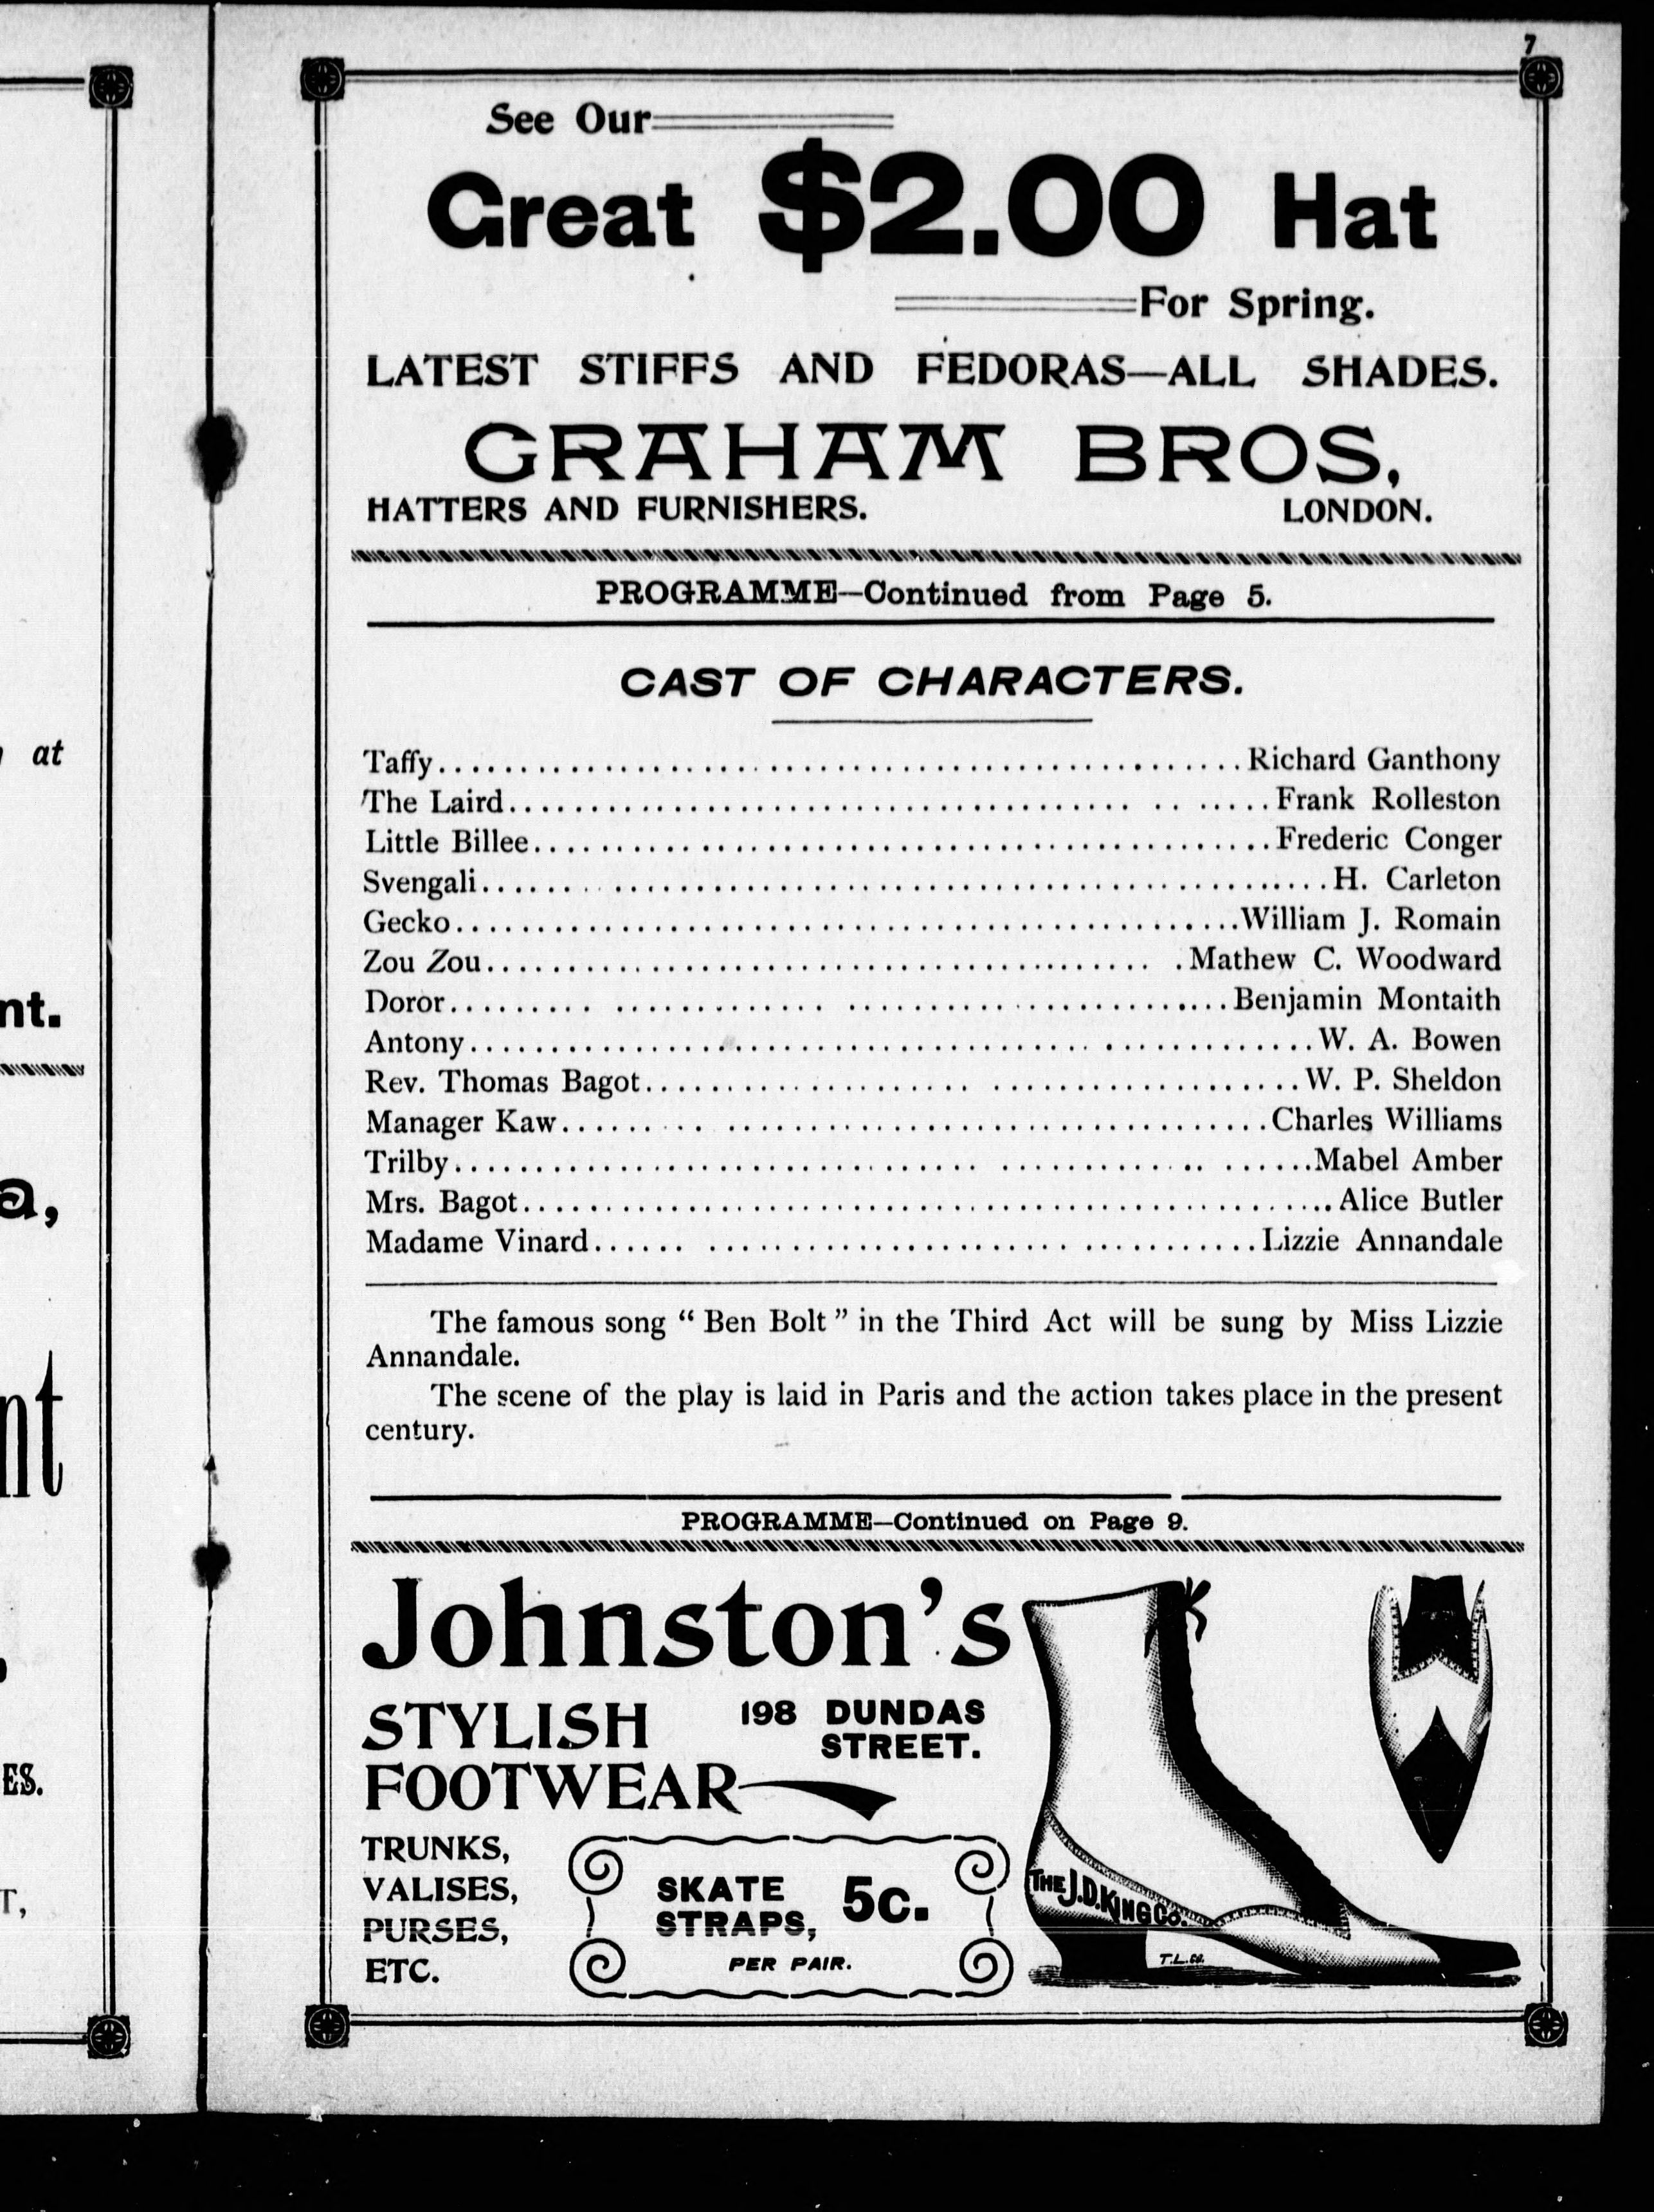 7
See Our
Great $2.00 Hat
For Spring.
LATEST STIFFS AND FEDORAS—ALL SHADES.
GRAHAM BROS,
HATTERS AND FURNISHERS. LONDON.
PROGRAMME—Continued from Page 5.
CAST OF CHARACTERS.
Taffy..........Richard Ganthony
The Laird..........Frank Rolleston
Little Billee..........Frederic Conger
Svengali..........H. Carleton
Gecko..........William J. Romain
Zou Zou..........Mathew C. Woodward
Doror..........Benjamin Montaith
Antony..........W. A. Bowen
Rev. Thomas Bagot..........W. P. Sheldon
Manager Kaw..........Charles Williams
Trilby..........Mabel Amber
Mrs. Bagot..........Alice Butler
Madame Vinard..........Lizzie Annandale
The famous song “Ben Bolt” in the Third Act will be sung by Miss Lizzie
Annandale.
The scene of the play is laid in Paris and the action takes place in the present
century.
PROGRAMME—Continued on Page 9.
Johnston's
STYLISH
FOOTWEAR
198 DUNDAS
STREET.
TRUNKS,
VALISES,
PURSES,
ETC.
SKATE
STRAPS, 5c.
PER PAIR.
THE J.D. KING CO.
T.L.Co.
at
nt.
a,
nt
ES.
T,